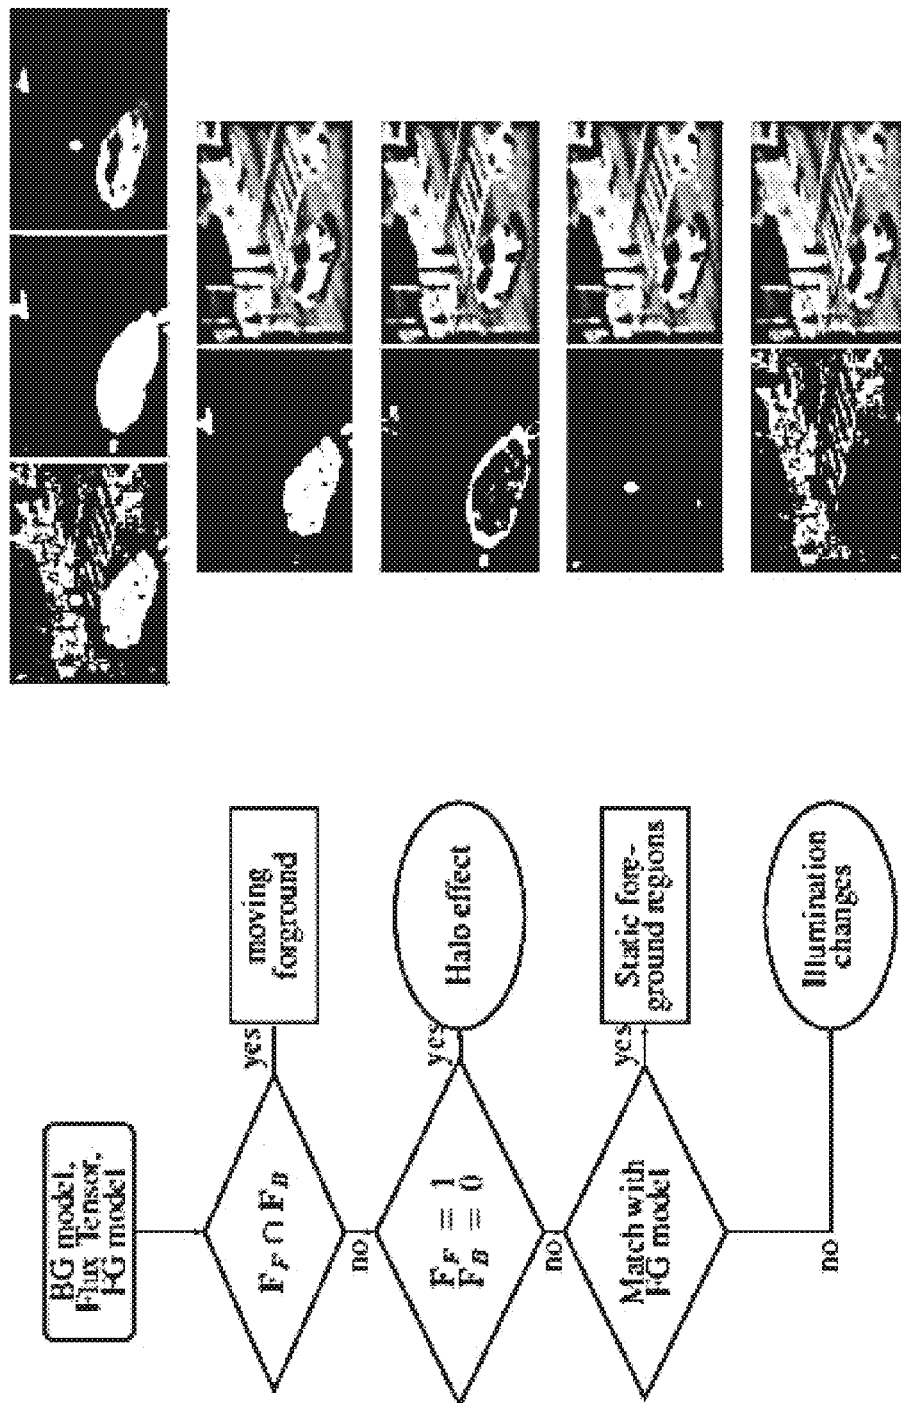 BG model,
Flux Tensor,
FG model
F_F ∩ F_B
yes
moving
forground
no
F_F = 1
F_B = 0
yes
Halo effect
no
Match with
FG model
yes
Static fore-
ground regions
no
Illumination
changes